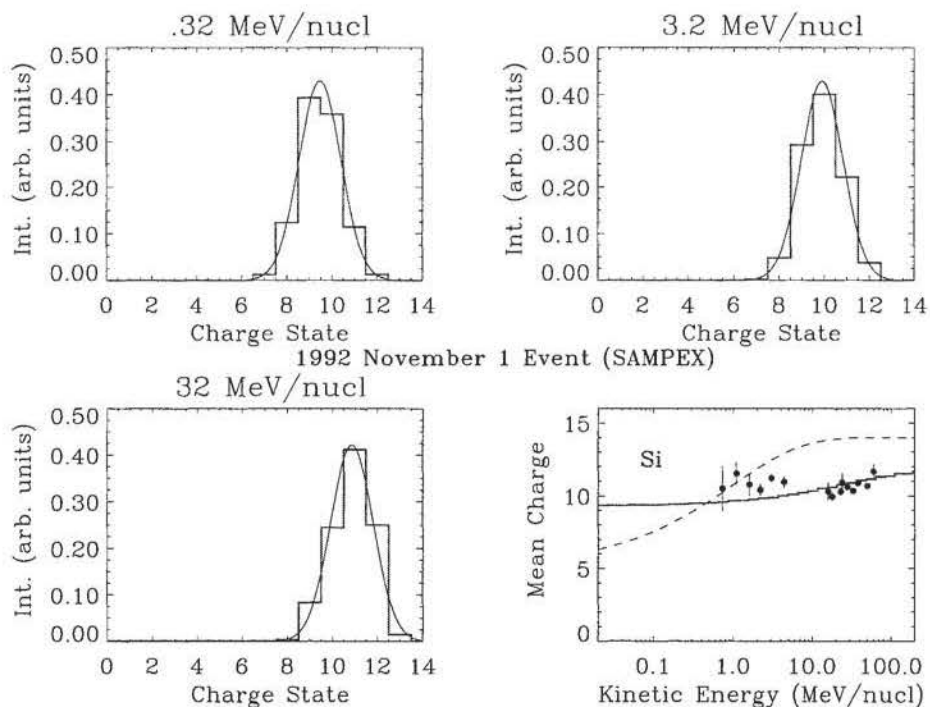 .32 MeV/nucl
3.2 MeV/nucl
Int. (arb. units)
0.50
0.40
0.30
0.20
0.10
0.00
0 2 4 6 8 10 12 14
Charge State
Int. (arb. units)
0.50
0.40
0.30
0.20
0.10
0.00
0 2 4 6 8 10 12 14
Charge State
1992 November 1 Event (SAMPEX)
32 MeV/nucl
Int. (arb. units)
0.50
0.40
0.30
0.20
0.10
0.00
0 2 4 6 8 10 12 14
Charge State
Mean Charge
15
10
5
0
Si
0.1 1.0 10.0 100.0
Kinetic Energy (MeV/nucl)